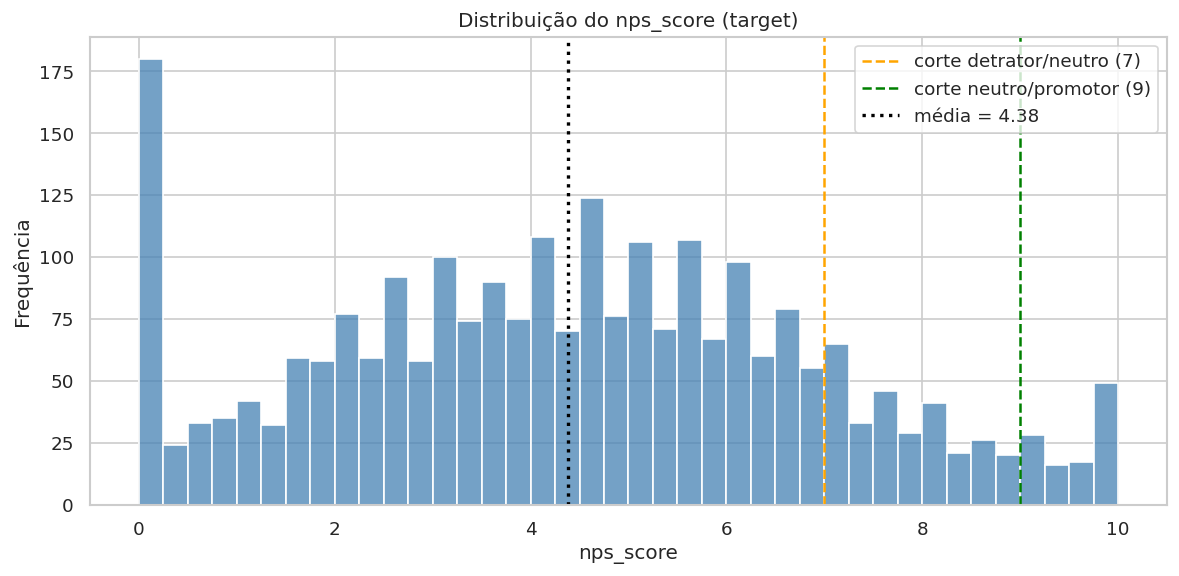 Distribuição do nps_score (target)
corte detrator/neutro (7)
corte neutro/promotor (9)
média = 4.38
Frequência
175
150
125
100
75
50
25
0
0 2 4 6 8 10
nps_score